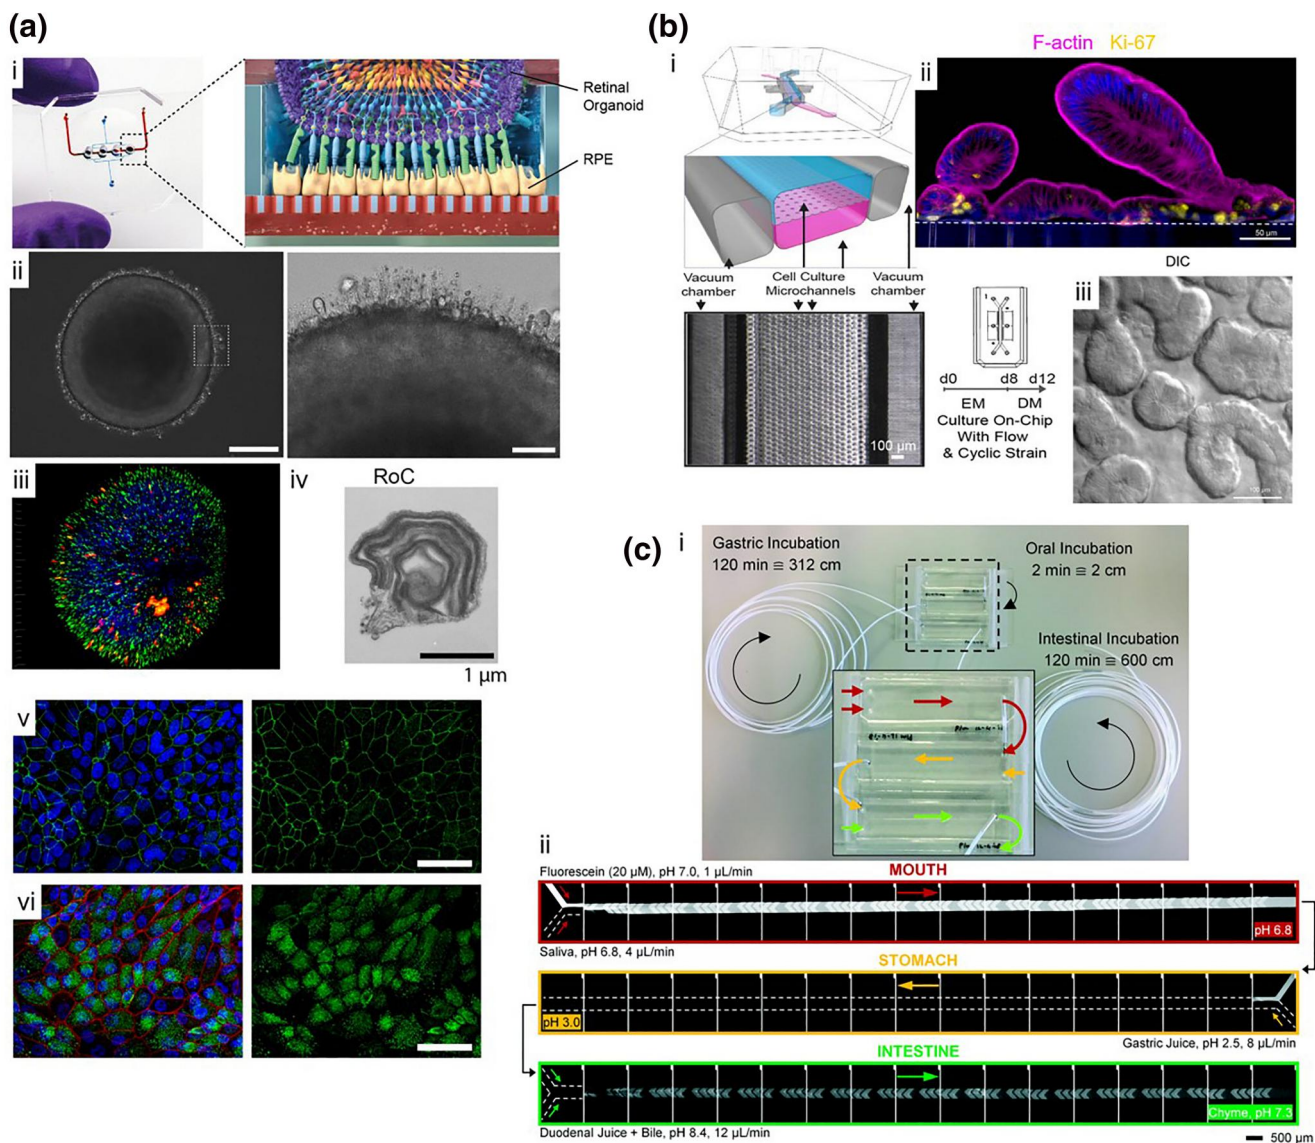 (a)
i
Retinal
Organoid
RPE
ii
iii
iv
RoC
1 μm
v
vi
(b)
i
Vacuum
chamber
Cell Culture
Microchannels
Vacuum
chamber
100 μm
F-actin Ki-67
ii
50 μm
d0 d8 d12
EM DM
Culture On-Chip
With Flow
& Cyclic Strain
DIC
iii
100 μm
(c)
i
Gastric Incubation
120 min ≅ 312 cm
Oral Incubation
2 min ≅ 2 cm
Intestinal Incubation
120 min ≅ 600 cm
ii
Fluorescein (20 μM), pH 7.0, 1 μL/min
MOUTH
pH 6.8
Saliva, pH 6.8, 4 μL/min
STOMACH
pH 3.0
Gastric Juice, pH 2.5, 8 μL/min
INTESTINE
Chyme, pH 7.3
Duodenal Juice + Bile, pH 8.4, 12 μL/min
500 μm